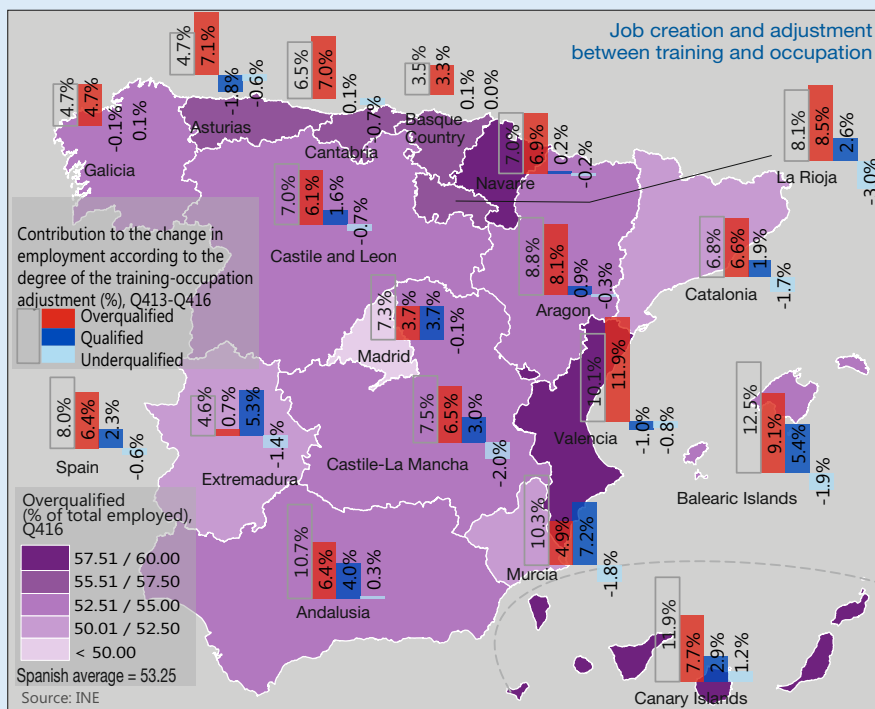 Job creation and adjustment
between training and occupation
4.7%
7.1%
-1.8%
-0.6%
Asturias
6.5%
7.0%
0.1%
-0.7%
Cantabria
3.5%
3.3%
0.1%
0.0%
Basque
Country
4.7%
4.7%
-0.1%
0.1%
Galicia
7.0%
6.9%
0.2%
-0.2%
Navarre
8.1%
8.5%
2.6%
-3.0%
La Rioja
7.0%
6.1%
1.6%
-0.7%
Castile and Leon
8.8%
8.1%
0.9%
-0.3%
Aragon
6.8%
6.6%
1.9%
-1.7%
Catalonia
Contribution to the change in
employment according to the
degree of the training-occupation
adjustment (%), Q413-Q416
Overqualified
Qualified
Underqualified
7.3%
3.7%
3.7%
-0.1%
Madrid
10.1%
11.9%
-1.0%
-0.8%
Valencia
8.0%
6.4%
2.3%
-0.6%
Spain
4.6%
0.7%
5.3%
-1.4%
Extremadura
7.5%
6.5%
3.0%
-2.0%
Castile-La Mancha
12.5%
9.1%
5.4%
-1.9%
Balearic Islands
10.7%
6.4%
4.0%
0.3%
Andalusia
10.3%
4.9%
7.2%
-1.8%
Murcia
11.9%
7.7%
2.9%
1.2%
Canary Islands
Overqualified
(% of total employed),
Q416
57.51 / 60.00
55.51 / 57.50
52.51 / 55.00
50.01 / 52.50
< 50.00
Spanish average = 53.25
Source: INE